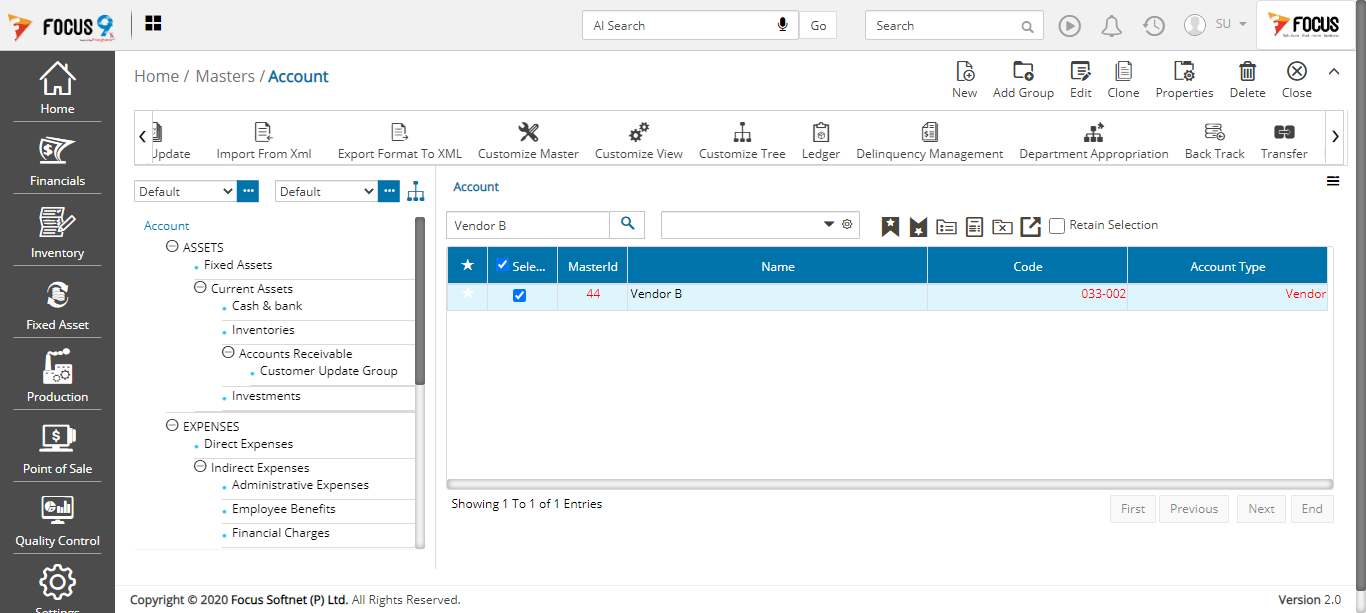 FOCUS 9
AI Search
Go
Search
SU
FOCUS
Home
Financials
Inventory
Fixed Asset
Production
Point of Sale
Quality Control
Settings
Home / Masters / Account
New
Add Group
Edit
Clone
Properties
Delete
Close
Update
Import From Xml
Export Format To XML
Customize Master
Customize View
Customize Tree
Ledger
Delinquency Management
Department Appropriation
Back Track
Transfer
Default
Default
Account
ASSETS
Fixed Assets
Current Assets
Cash & bank
Inventories
Accounts Receivable
Customer Update Group
Investments
EXPENSES
Direct Expenses
Indirect Expenses
Administrative Expenses
Employee Benefits
Financial Charges
Account
Vendor B
Retain Selection
Sele... MasterId Name Code Account Type
44 Vendor B 033-002 Vendor
Showing 1 To 1 of 1 Entries
First Previous Next End
Copyright © 2020 Focus Softnet (P) Ltd. All Rights Reserved.
Version 2.0